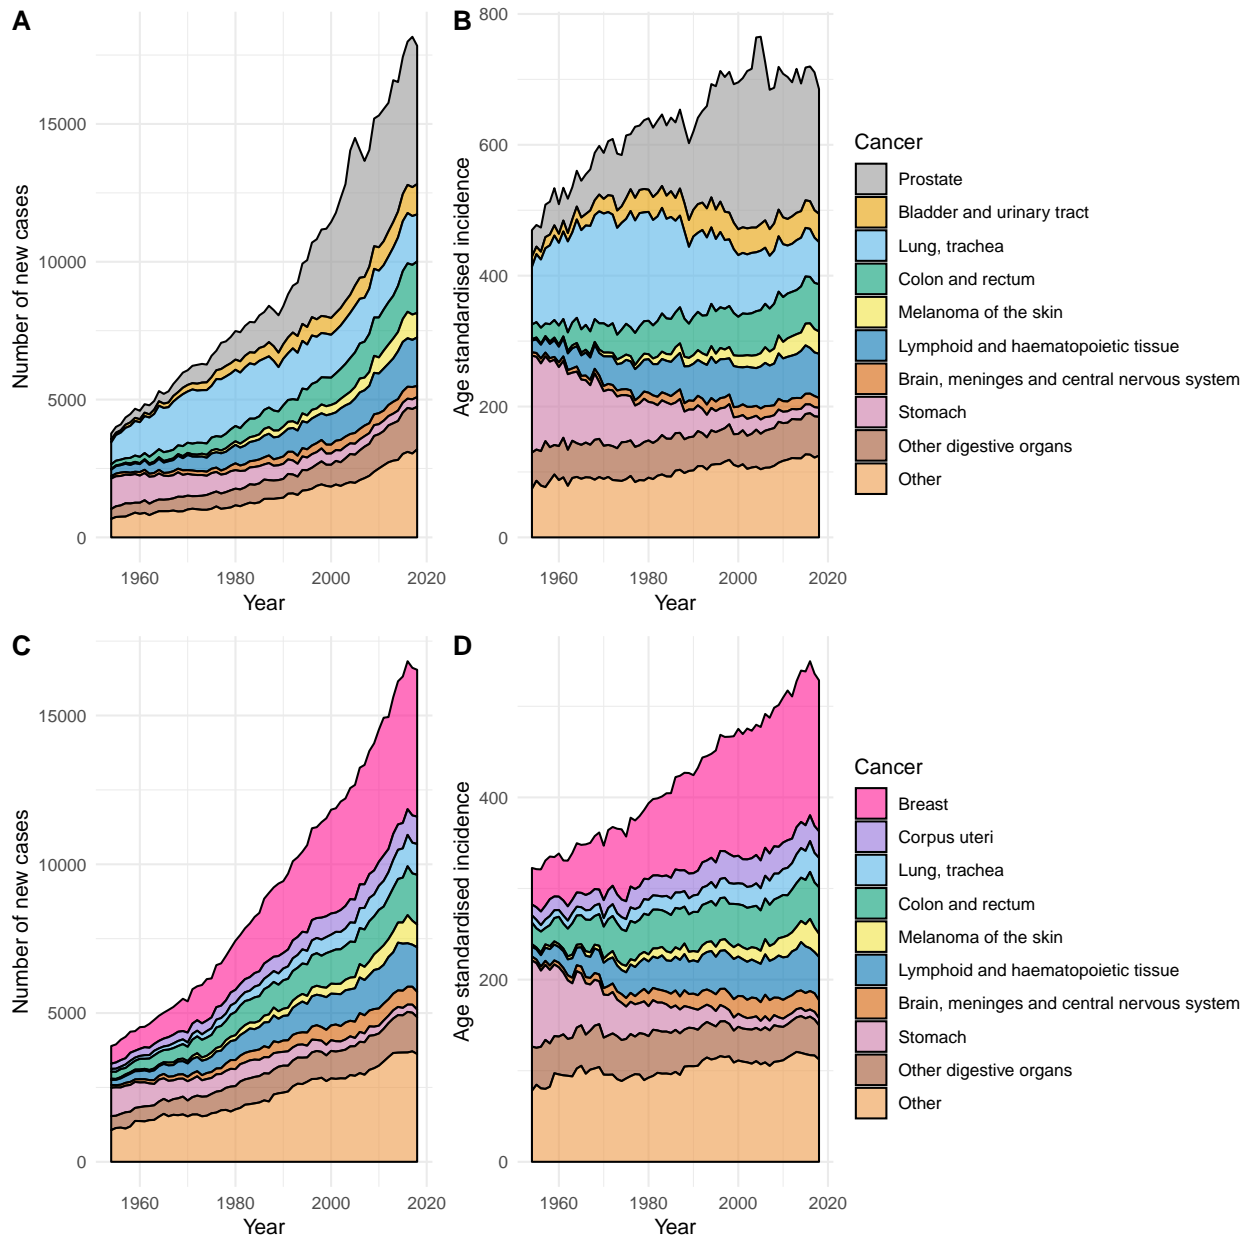 A
Number of new cases
15000
10000
5000
0
1960
1980
2000
2020
Year
B
Age standardised incidence
800
600
400
200
0
1960
1980
2000
2020
Year
Cancer
Prostate
Bladder and urinary tract
Lung, trachea
Colon and rectum
Melanoma of the skin
Lymphoid and haematopoietic tissue
Brain, meninges and central nervous system
Stomach
Other digestive organs
Other
C
Number of new cases
15000
10000
5000
0
1960
1980
2000
2020
Year
D
Age standardised incidence
400
200
0
1960
1980
2000
2020
Year
Cancer
Breast
Corpus uteri
Lung, trachea
Colon and rectum
Melanoma of the skin
Lymphoid and haematopoietic tissue
Brain, meninges and central nervous system
Stomach
Other digestive organs
Other